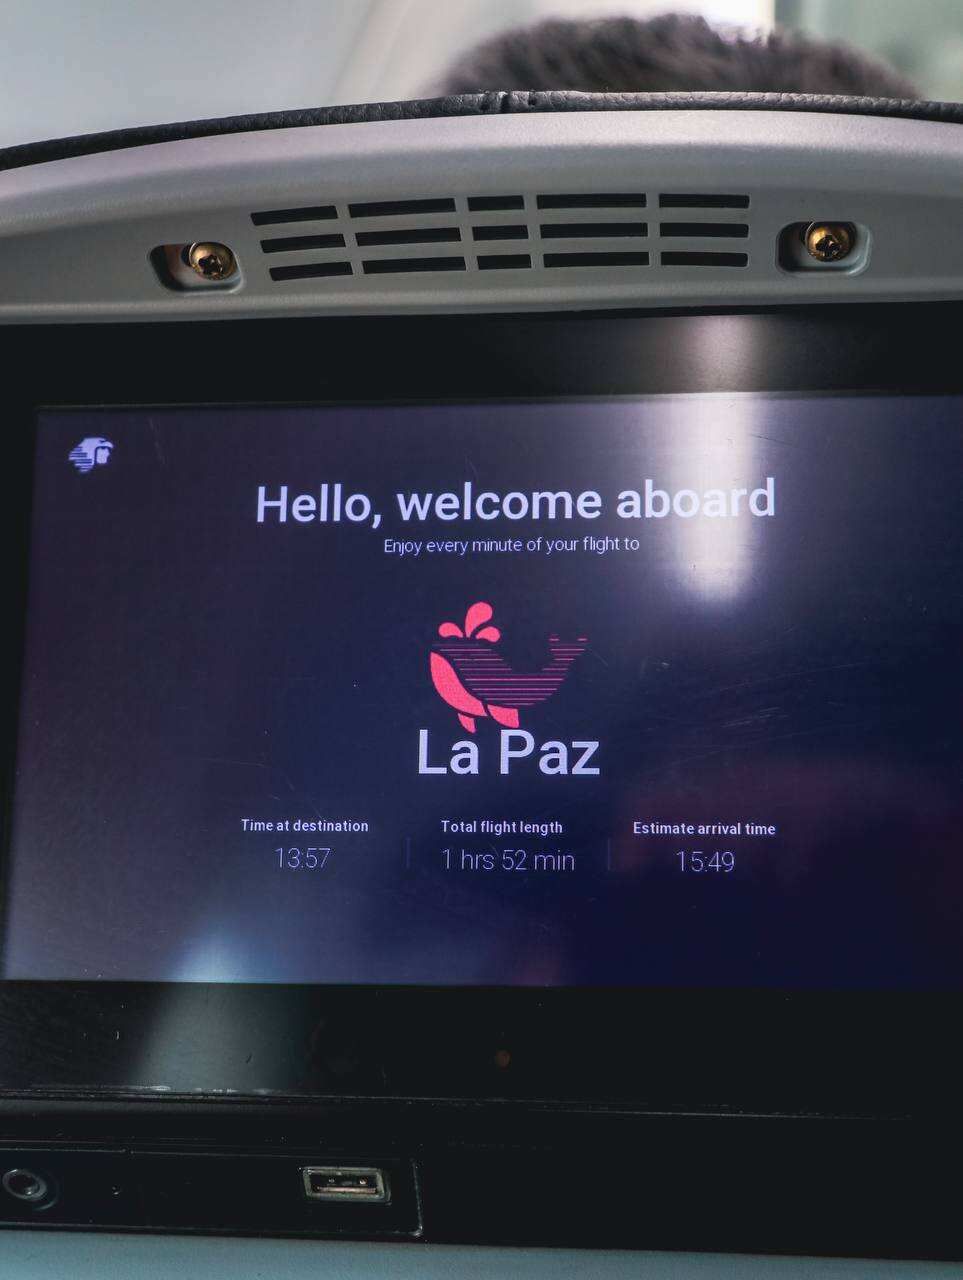 Hello, welcome aboard
Enjoy every minute of your flight to
La Paz
Time at destination
13:57
Total flight length
1 hrs 52 min
Estimate arrival time
15:49